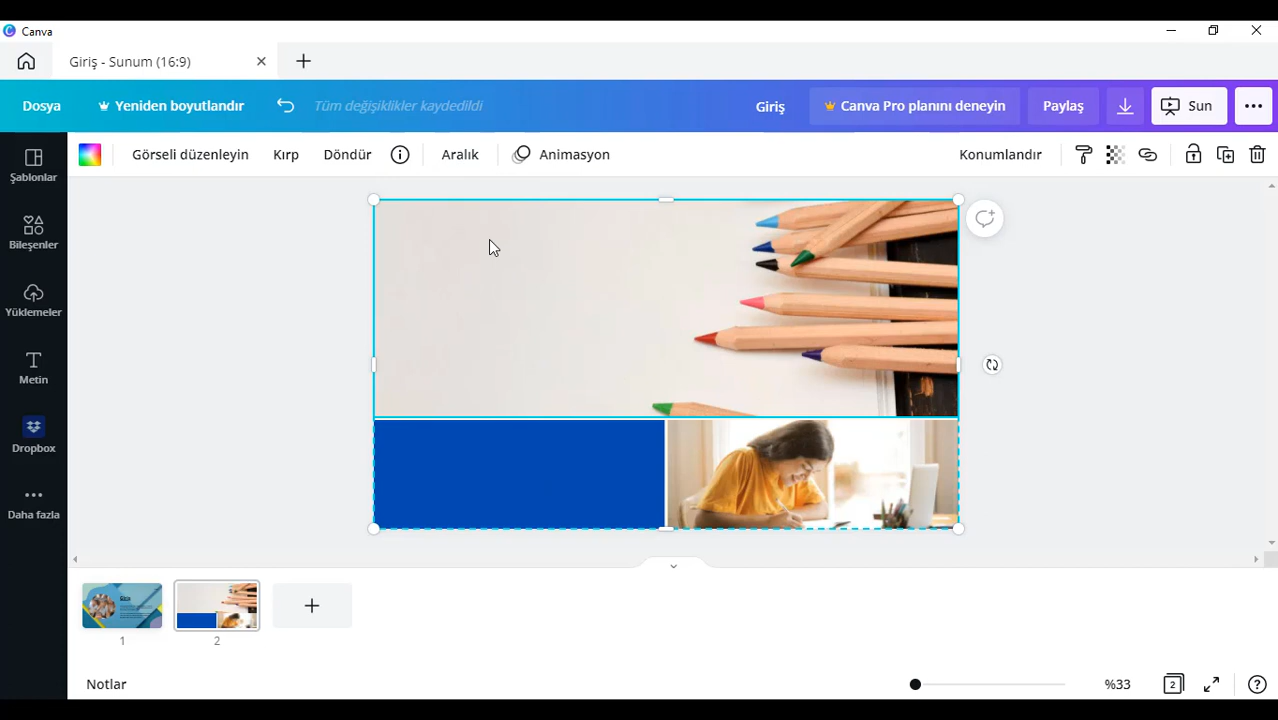 Canva
Giriş - Sunum (16:9)
Dosya
Yeniden boyutlandır
Tüm değişiklikler kaydedildi
Giriş
Canva Pro planını deneyin
Paylaş
Sun
Görseli düzenleyin
Kırp
Döndür
Aralık
Animasyon
Konumlandır
Şablonlar
Bileşenler
Yüklemeler
Metin
Dropbox
Daha fazla
1
2
Notlar
%33
2